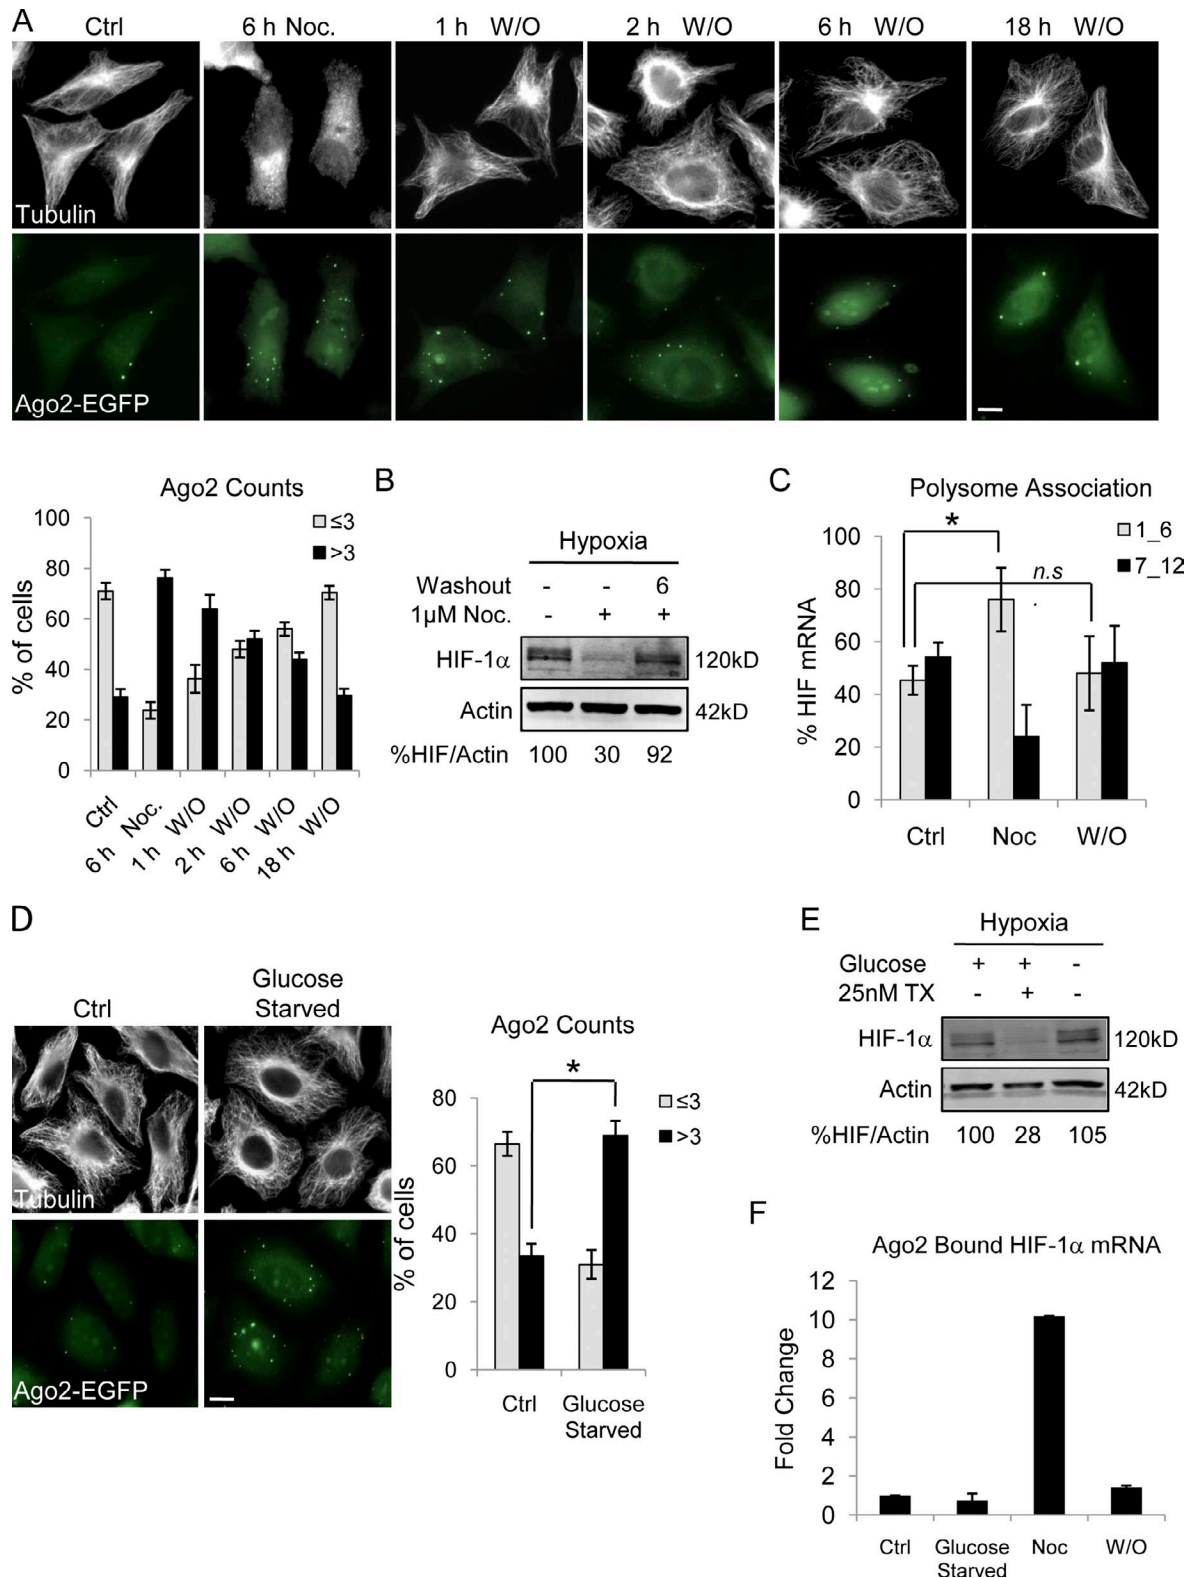 A
Ctrl
6 h Noc.
1 h W/O
2 h W/O
6 h W/O
18 h W/O
Tubulin
Ago2-EGFP
Ago2 Counts
≤3
>3
% of cells
100
80
60
40
20
0
Ctrl
6 h Noc.
1 h W/O
2 h W/O
6 h W/O
18 h W/O
B
Hypoxia
Washout - - 6
1µM Noc. - + +
HIF-1α 120kD
Actin 42kD
%HIF/Actin 100 30 92
C
Polysome Association
1_6
7_12
*
n.s
% HIF mRNA
100
80
60
40
20
0
Ctrl Noc W/O
D
Ctrl
Glucose
Starved
Tubulin
Ago2-EGFP
Ago2 Counts
*
≤3
>3
% of cells
80
60
40
20
0
Ctrl
Glucose
Starved
E
Hypoxia
Glucose + + -
25nM TX - + -
HIF-1α 120kD
Actin 42kD
%HIF/Actin 100 28 105
F
Ago2 Bound HIF-1α mRNA
Fold Change
12
10
8
6
4
2
0
Ctrl
Glucose
Starved
Noc
W/O